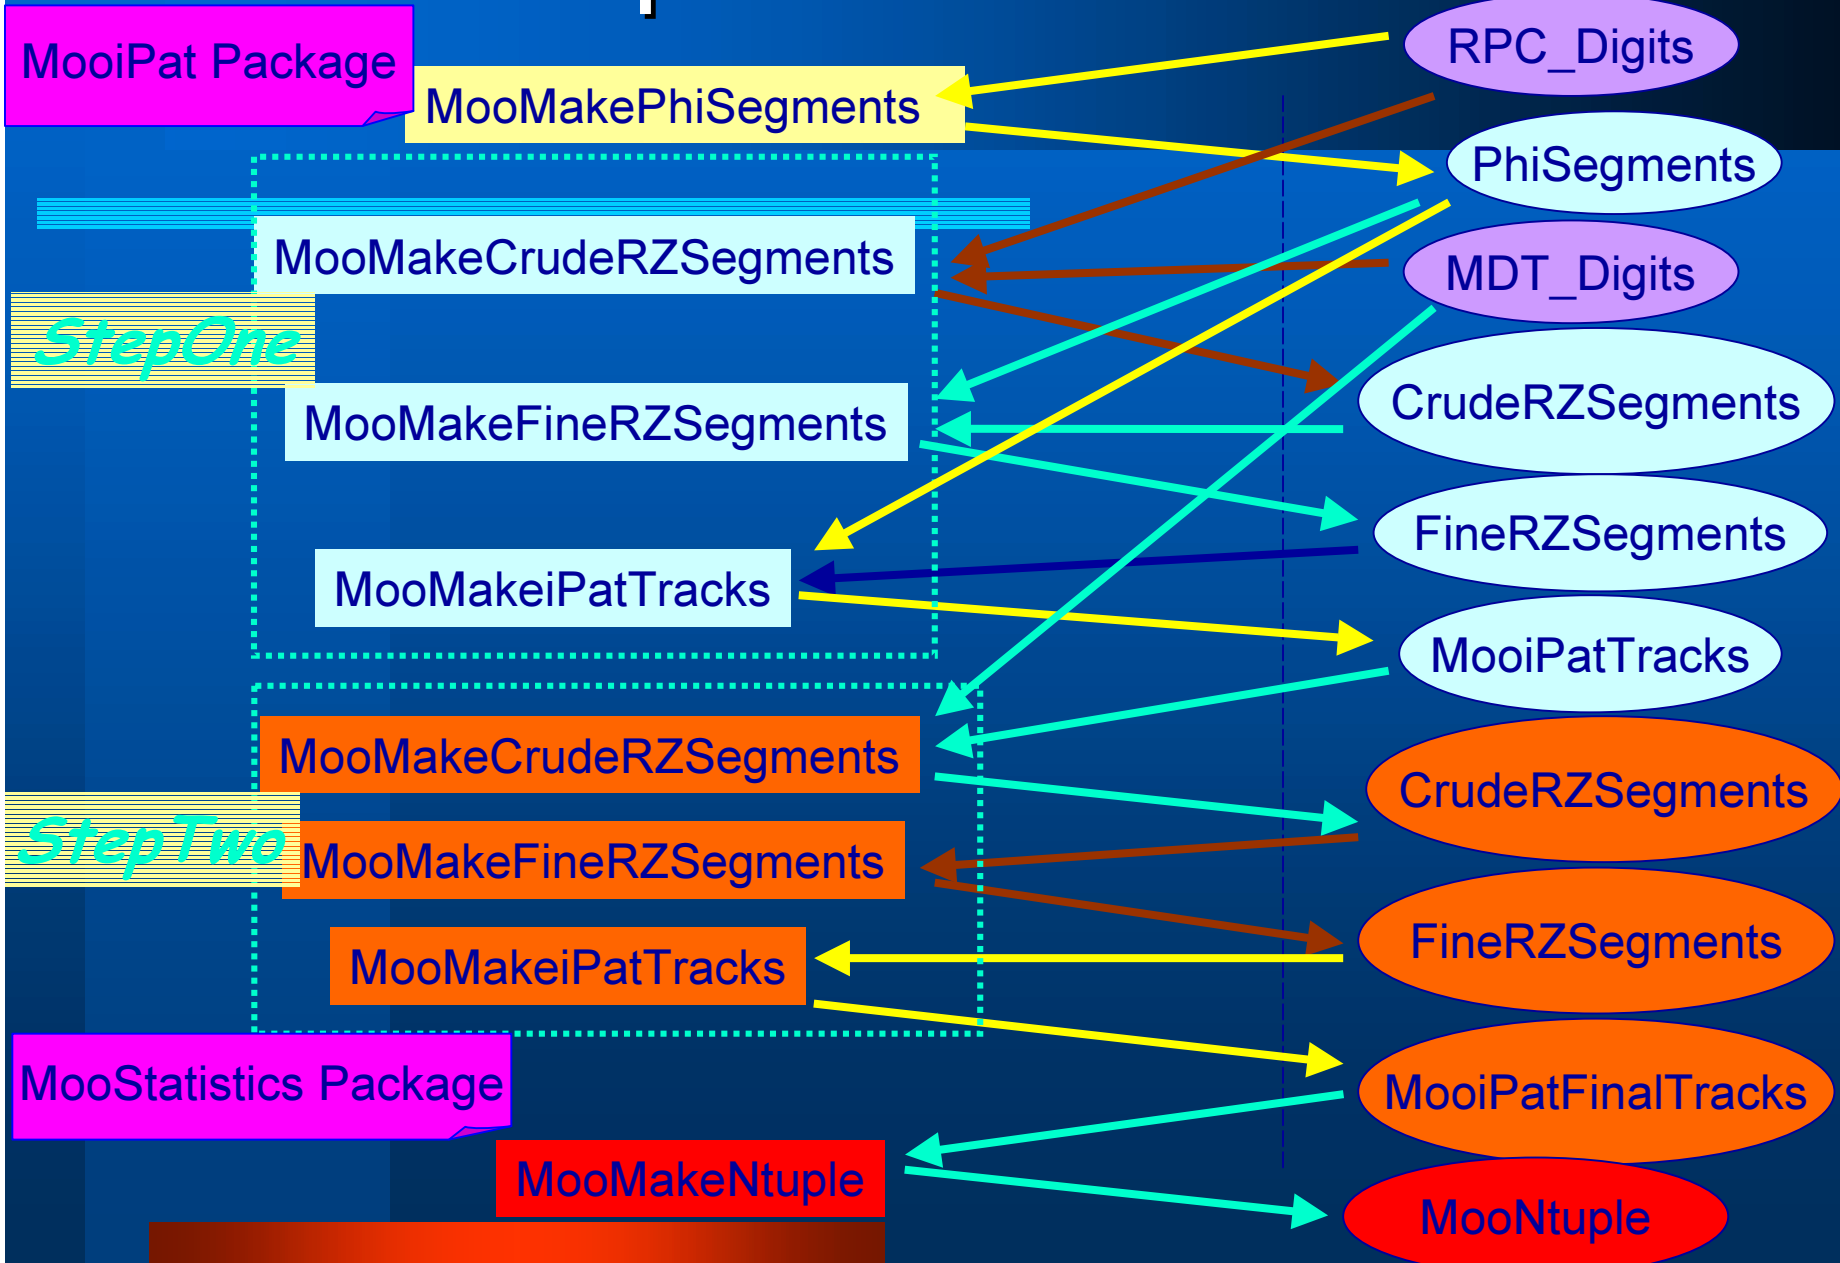 MooiPat Package
RPC_Digits
MooMakePhiSegments
PhiSegments
MooMakeCrudeRZSegments
MDT_Digits
StepOne
CrudeRZSegments
MooMakeFineRZSegments
FineRZSegments
MooMakeiPatTracks
MooiPatTracks
MooMakeCrudeRZSegments
CrudeRZSegments
StepTwo
MooMakeFineRZSegments
FineRZSegments
MooMakeiPatTracks
MooStatistics Package
MooiPatFinalTracks
MooMakeNtuple
MooNtuple